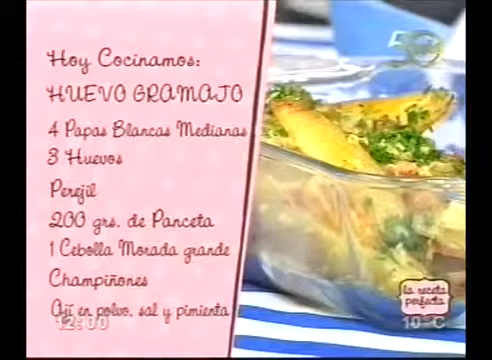 Hoy Cocinamos:
HUEVO GRAMAJO
4 Papas Blancas Medianas
3 Huevos
Perejil
200 grs. de Panceta
1 Cebolla Morada grande
Champiñones
Ají en polvo, sal y pimienta
12:00
la receta
perfecta
10°C